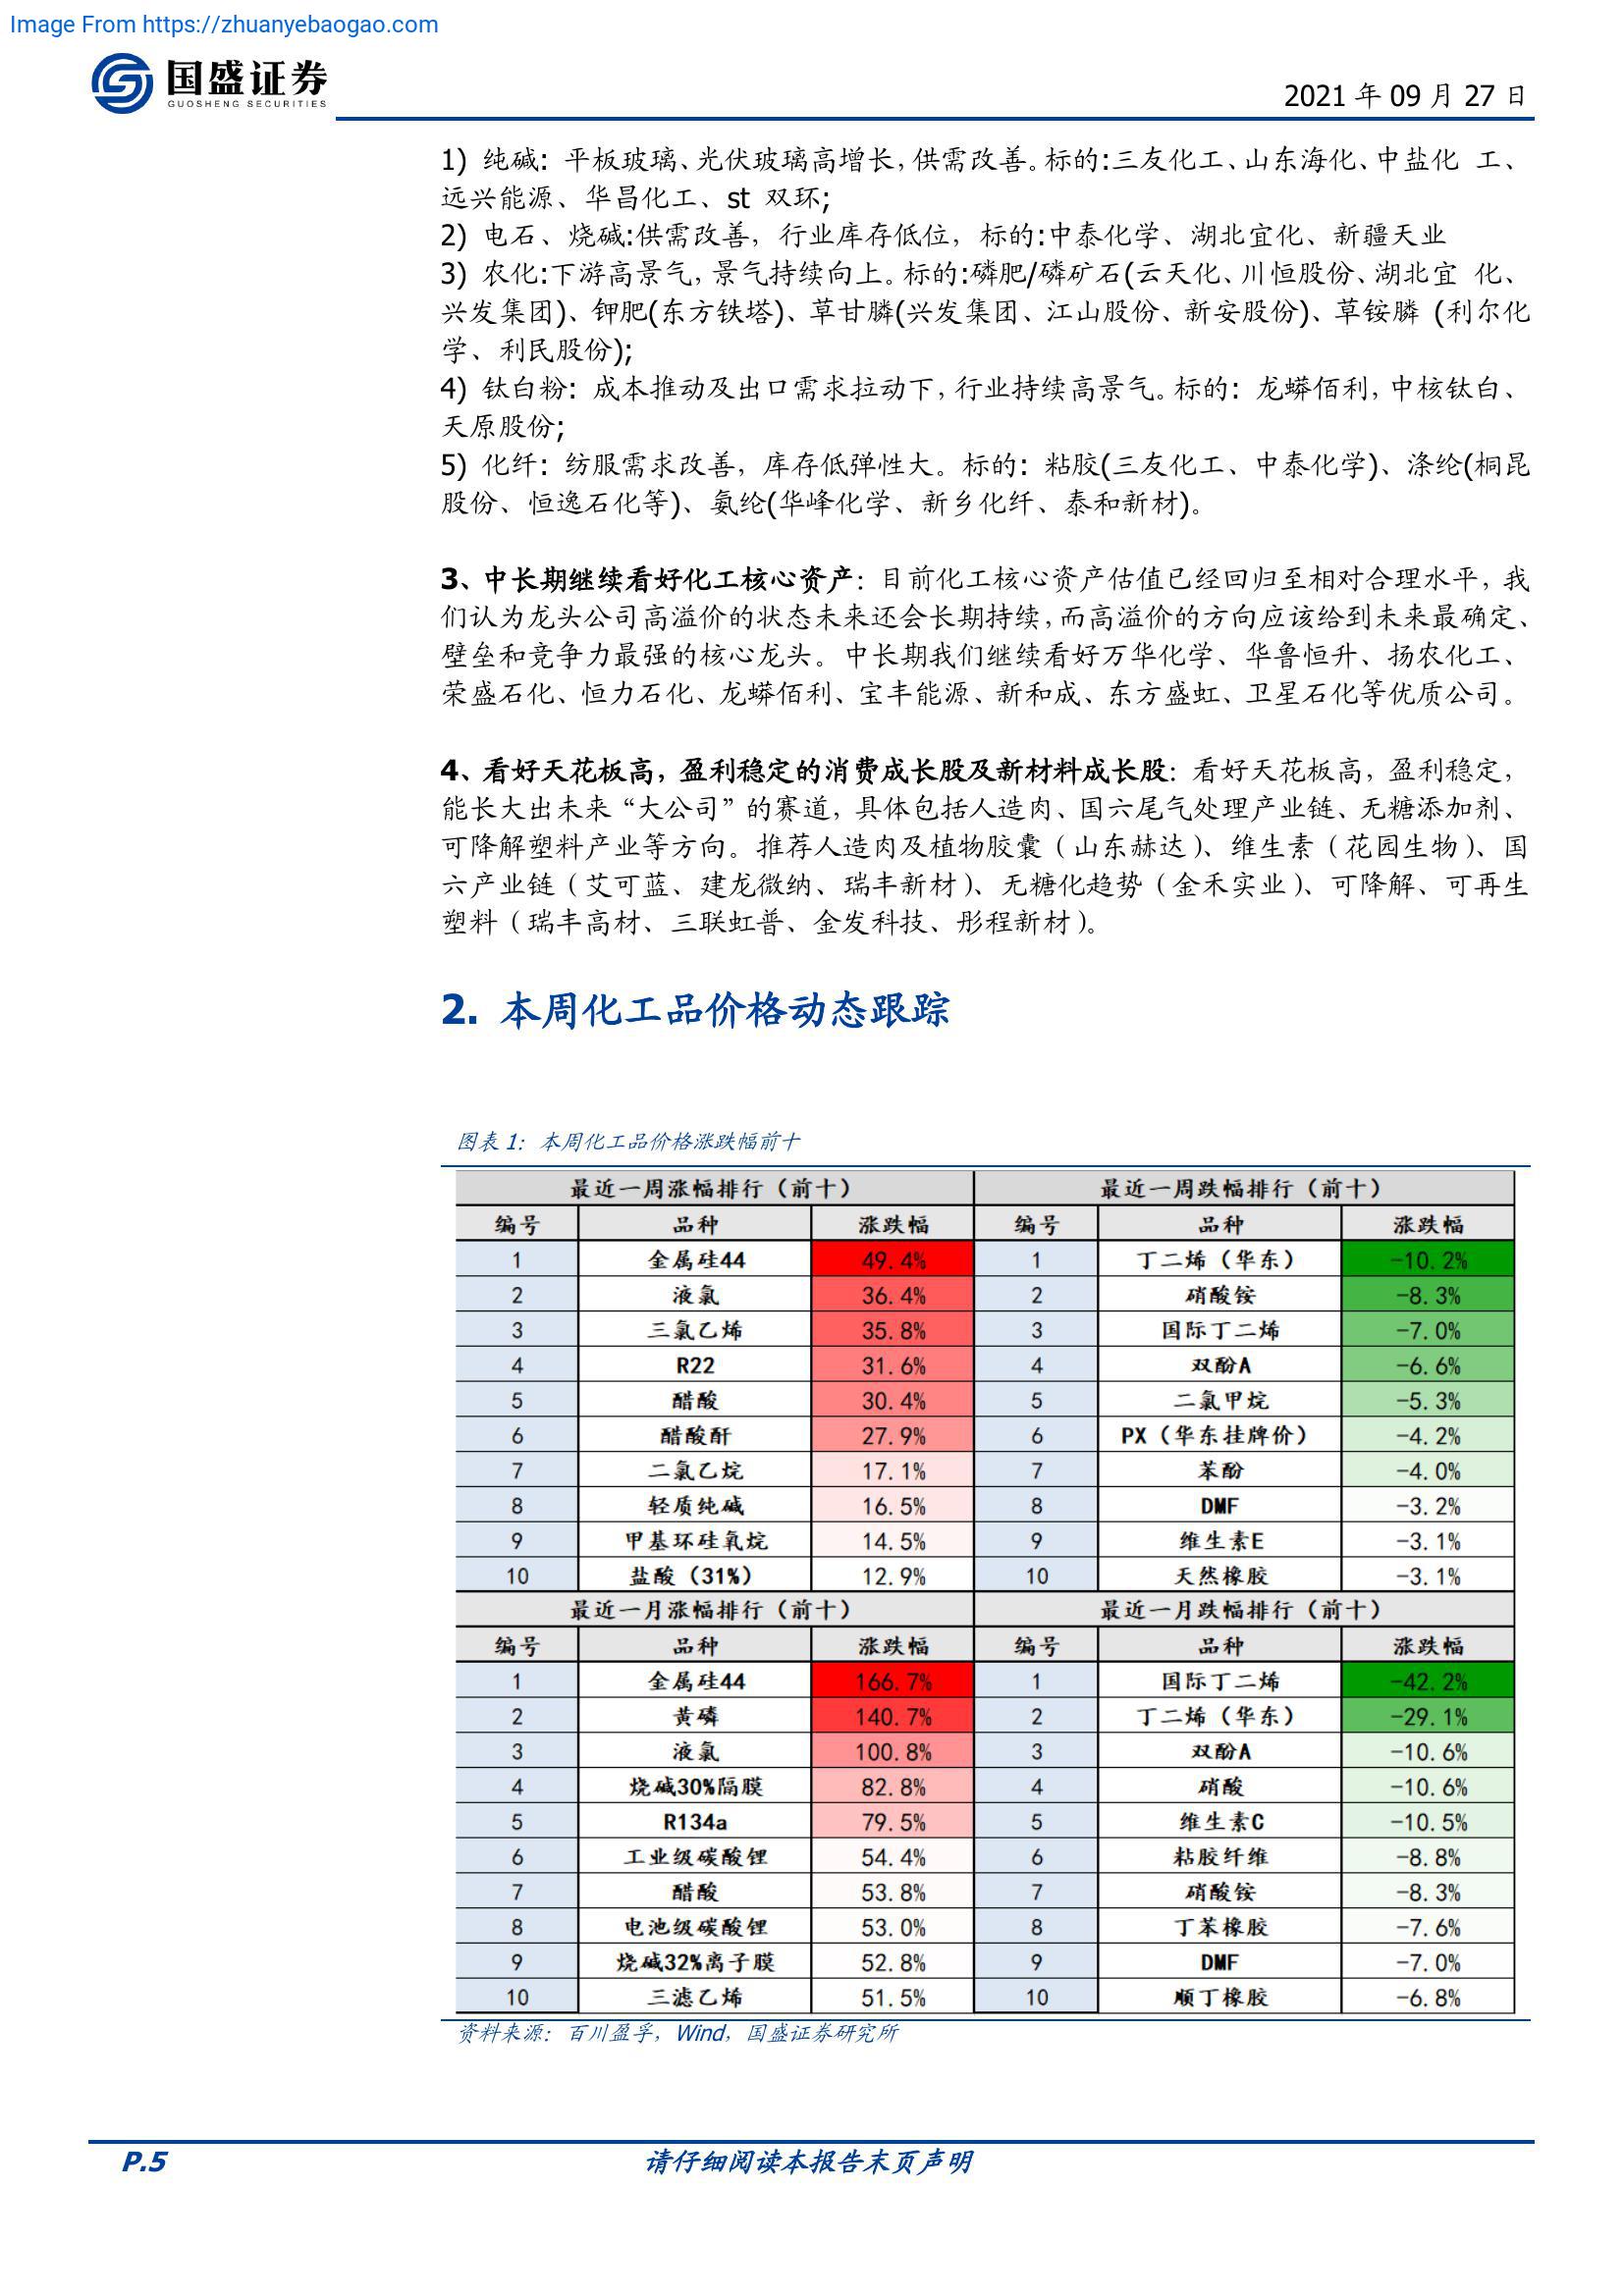 Image From https://zhuanyebaogao.com
国盛证券
GUOSHENG SECURITIES
2021 年 09 月 27 日
1) 纯碱: 平板玻璃、光伏玻璃高增长,供需改善。标的:三友化工、山东海化、中盐化 工、
远兴能源、华昌化工、st 双环;
2) 电石、烧碱:供需改善，行业库存低位，标的:中泰化学、湖北宜化、新疆天业
3) 农化:下游高景气,景气持续向上。标的:磷肥/磷矿石(云天化、川恒股份、湖北宜 化、
兴发集团)、钾肥(东方铁塔)、草甘膦(兴发集团、江山股份、新安股份)、草铵膦 (利尔化
学、利民股份);
4) 钛白粉: 成本推动及出口需求拉动下,行业持续高景气。标的: 龙蟒佰利,中核钛白、
天原股份;
5) 化纤: 纺服需求改善，库存低弹性大。标的: 粘胶(三友化工、中泰化学)、涤纶(桐昆
股份、恒逸石化等)、氨纶(华峰化学、新乡化纤、泰和新材)。
3、中长期继续看好化工核心资产：目前化工核心资产估值已经回归至相对合理水平，我
们认为龙头公司高溢价的状态未来还会长期持续,而高溢价的方向应该给到未来最确定、
壁垒和竞争力最强的核心龙头。中长期我们继续看好万华化学、华鲁恒升、扬农化工、
荣盛石化、恒力石化、龙蟒佰利、宝丰能源、新和成、东方盛虹、卫星石化等优质公司。
4、看好天花板高，盈利稳定的消费成长股及新材料成长股：看好天花板高，盈利稳定，
能长大出未来“大公司”的赛道，具体包括人造肉、国六尾气处理产业链、无糖添加剂、
可降解塑料产业等方向。推荐人造肉及植物胶囊（山东赫达）、维生素（花园生物）、国
六产业链（艾可蓝、建龙微纳、瑞丰新材）、无糖化趋势（金禾实业）、可降解、可再生
塑料（瑞丰高材、三联虹普、金发科技、彤程新材）。
2. 本周化工品价格动态跟踪
图表 1：本周化工品价格涨跌幅前十
最近一周涨幅排行（前十） 最近一周跌幅排行（前十）
编号 品种 涨跌幅 编号 品种 涨跌幅
1 金属硅44 49.4% 1 丁二烯（华东） -10.2%
2 液氯 36.4% 2 硝酸铵 -8.3%
3 三氯乙烯 35.8% 3 国际丁二烯 -7.0%
4 R22 31.6% 4 双酚A -6.6%
5 醋酸 30.4% 5 二氯甲烷 -5.3%
6 醋酸酐 27.9% 6 PX（华东挂牌价） -4.2%
7 二氯乙烷 17.1% 7 苯酚 -4.0%
8 轻质纯碱 16.5% 8 DMF -3.2%
9 甲基环硅氧烷 14.5% 9 维生素E -3.1%
10 盐酸（31%） 12.9% 10 天然橡胶 -3.1%
最近一月涨幅排行（前十） 最近一月跌幅排行（前十）
编号 品种 涨跌幅 编号 品种 涨跌幅
1 金属硅44 166.7% 1 国际丁二烯 -42.2%
2 黄磷 140.7% 2 丁二烯（华东） -29.1%
3 液氯 100.8% 3 双酚A -10.6%
4 烧碱30%隔膜 82.8% 4 硝酸 -10.6%
5 R134a 79.5% 5 维生素C -10.5%
6 工业级碳酸锂 54.4% 6 粘胶纤维 -8.8%
7 醋酸 53.8% 7 硝酸铵 -8.3%
8 电池级碳酸锂 53.0% 8 丁苯橡胶 -7.6%
9 烧碱32%离子膜 52.8% 9 DMF -7.0%
10 三滤乙烯 51.5% 10 顺丁橡胶 -6.8%
资料来源：百川盈孚，Wind，国盛证券研究所
P.5 请仔细阅读本报告末页声明